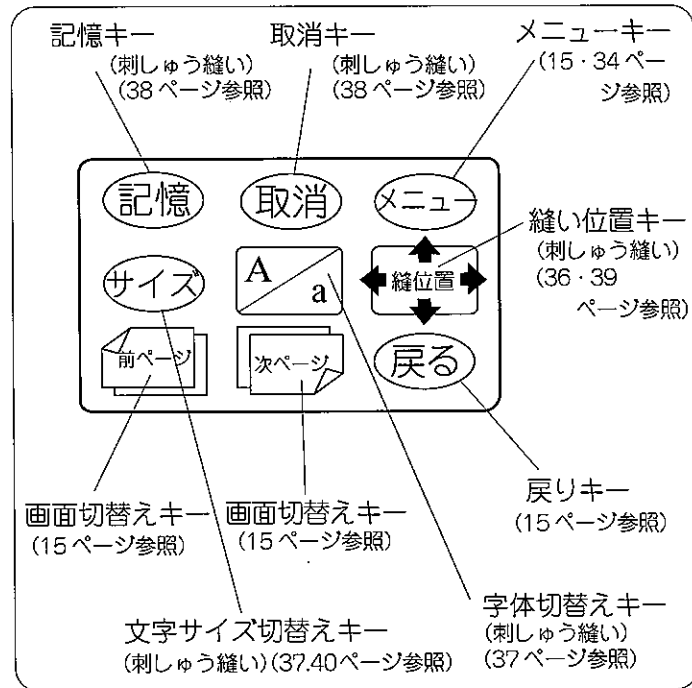 記憶キー
(刺しゅう縫い)
(38ページ参照)
取消キー
(刺しゅう縫い)
(38ページ参照)
メニューキー
(15・34ペー
ジ参照)
記憶
取消
メニュー
サイズ
A
a
縫位置
前ページ
次ページ
戻る
縫い位置キー
(刺しゅう縫い)
(36・39
ページ参照)
画面切替えキー
(15ページ参照)
画面切替えキー
(15ページ参照)
戻りキー
(15ページ参照)
文字サイズ切替えキー
(刺しゅう縫い)(37.40ページ参照)
字体切替えキー
(刺しゅう縫い)
(37ページ参照)